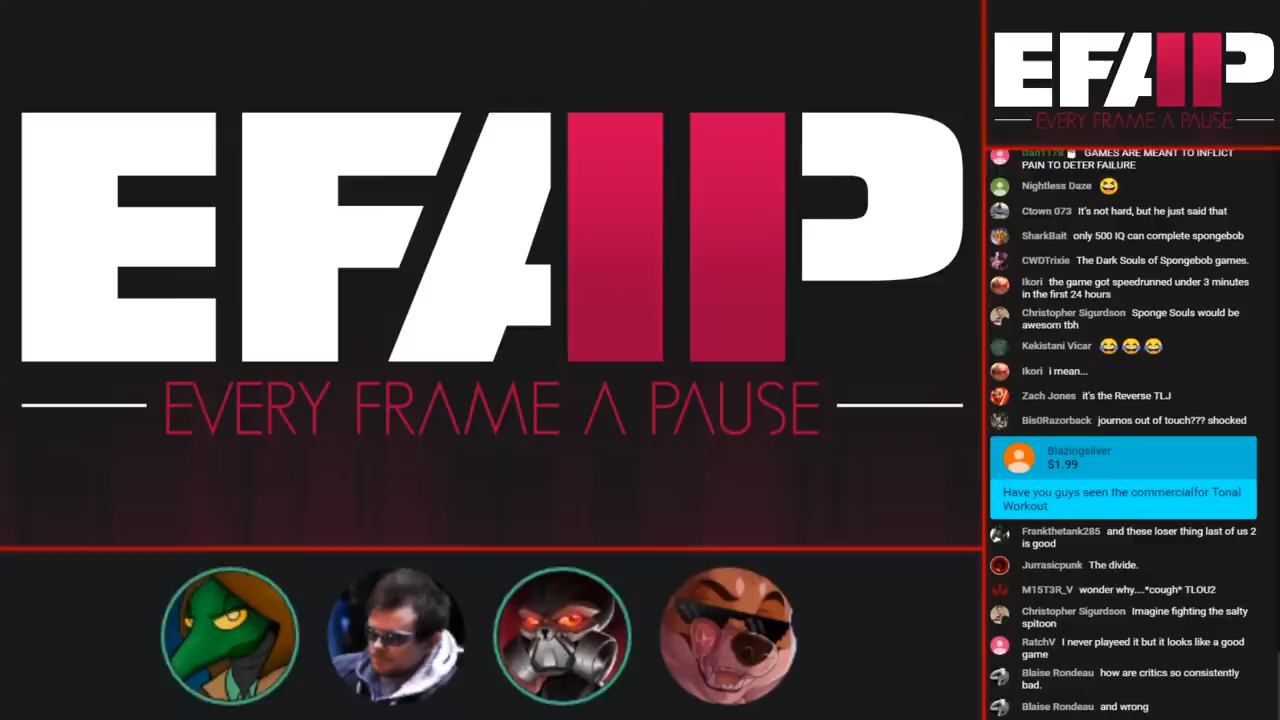 EFAP
EVERY FRAME A PAUSE
EFAP
EVERY FRAME A PAUSE
Dan1178 GAMES ARE MEANT TO INFLICT
PAIN TO DETER FAILURE
Nightless Daze
Ctown 073 It's not hard, but he just said that
SharkBait only 500 IQ can complete spongebob
CWDTrixie The Dark Souls of Spongebob games.
Ikori the game got speedrunned under 3 minutes
in the first 24 hours
Christopher Sigurdson Sponge Souls would be
awesom tbh
Kekistani Vicar
Ikori i mean...
Zach Jones it's the Reverse TLJ
Bis0Razorback journos out of touch??? shocked
Blazingsilver
$1.99
Have you guys seen the commercialfor Tonal
Workout
Frankthetank285 and these loser thing last of us 2
is good
Jurrasicpunk The divide.
M15T3R_V wonder why....*cough* TLOU2
Christopher Sigurdson Imagine fighting the salty
spitoon
RatchV I never playeed it but it looks like a good
game
Blaise Rondeau how are critics so consistently
bad.
Blaise Rondeau and wrong